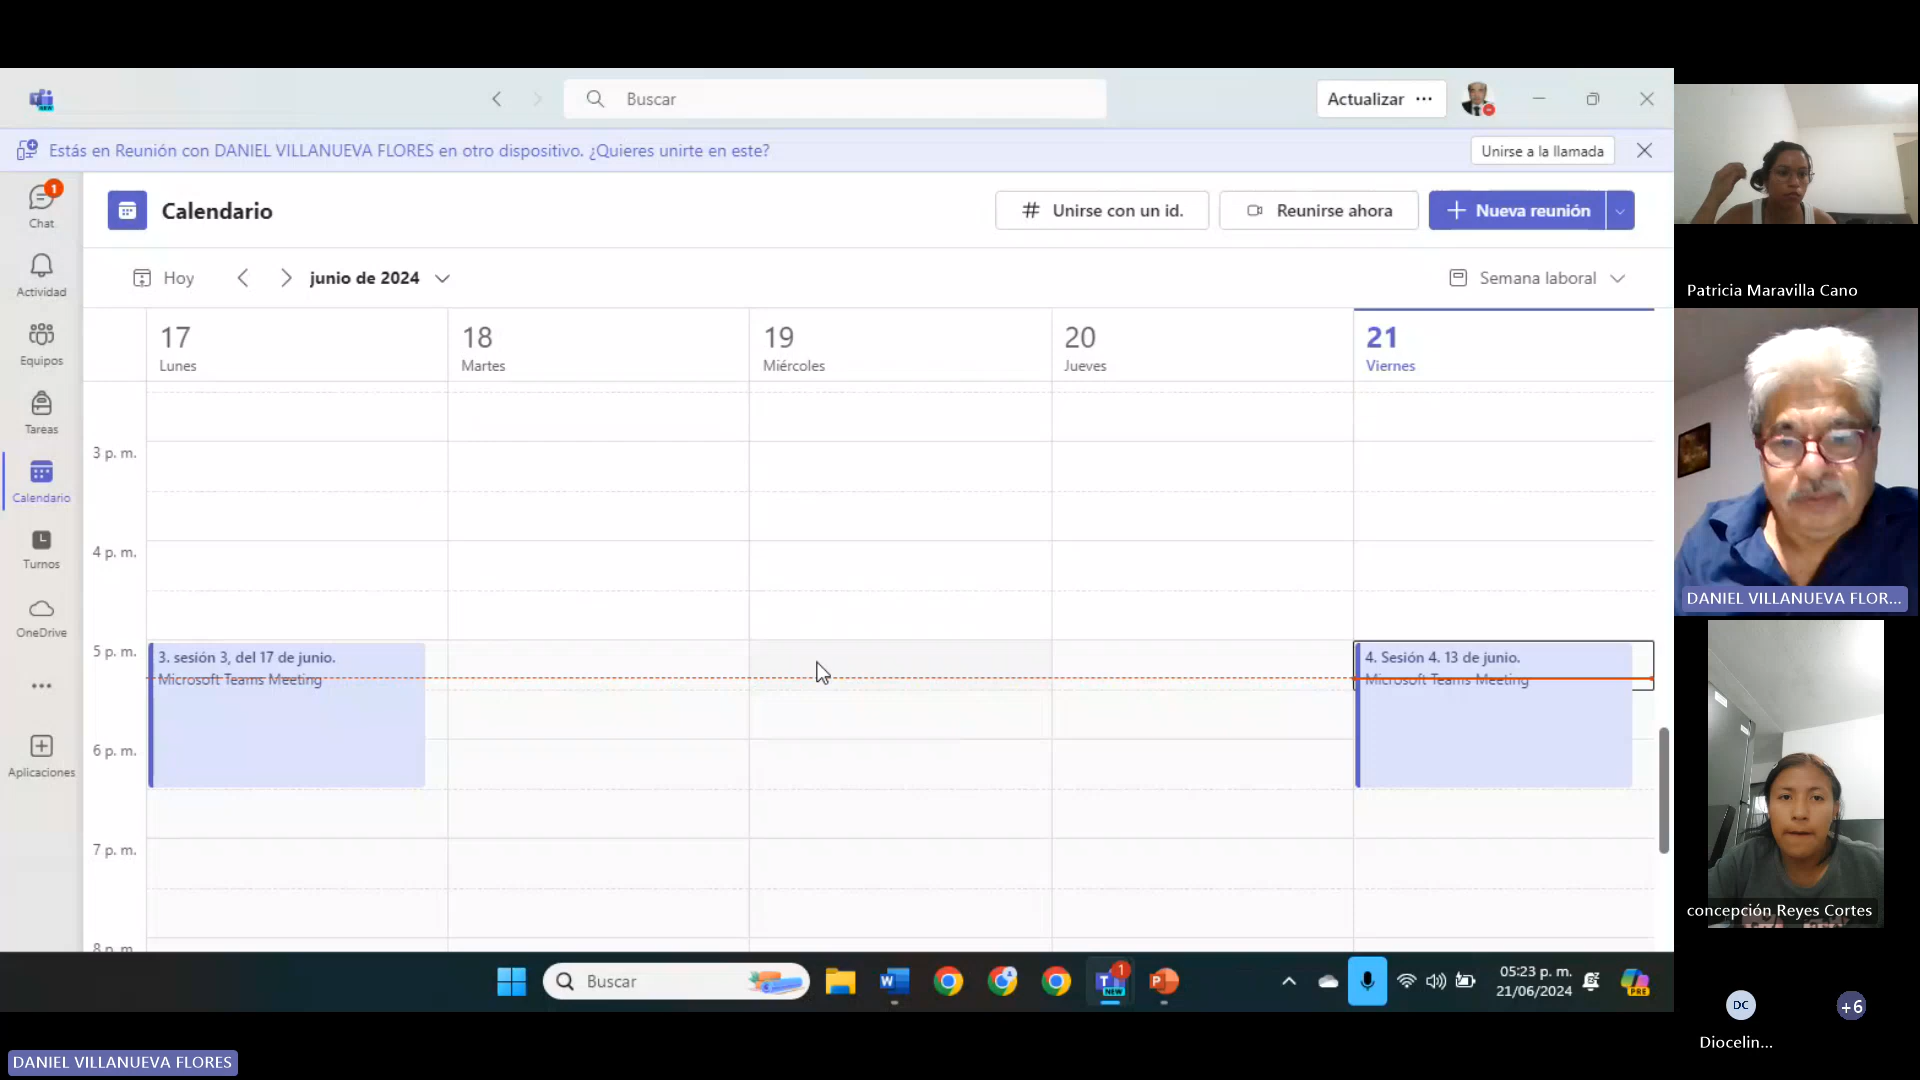 Buscar
Actualizar
Estás en Reunión con DANIEL VILLANUEVA FLORES en otro dispositivo. ¿Quieres unirte en este?
Unirse a la llamada
1
Chat
Actividad
Equipos
Tareas
Calendario
Turnos
OneDrive
Aplicaciones
Calendario
Unirse con un id.
Reunirse ahora
Nueva reunión
Hoy
junio de 2024
Semana laboral
17
Lunes
18
Martes
19
Miércoles
20
Jueves
21
Viernes
3 p. m.
4 p. m.
5 p. m.
6 p. m.
7 p. m.
8 p. m.
3. sesión 3, del 17 de junio.
Microsoft Teams Meeting
4. Sesión 4. 13 de junio.
Microsoft Teams Meeting
Buscar
1
NEW
05:23 p. m.
21/06/2024
PRE
Patricia Maravilla Cano
DANIEL VILLANUEVA FLOR...
concepción Reyes Cortes
DC
+6
Diocelin...
DANIEL VILLANUEVA FLORES